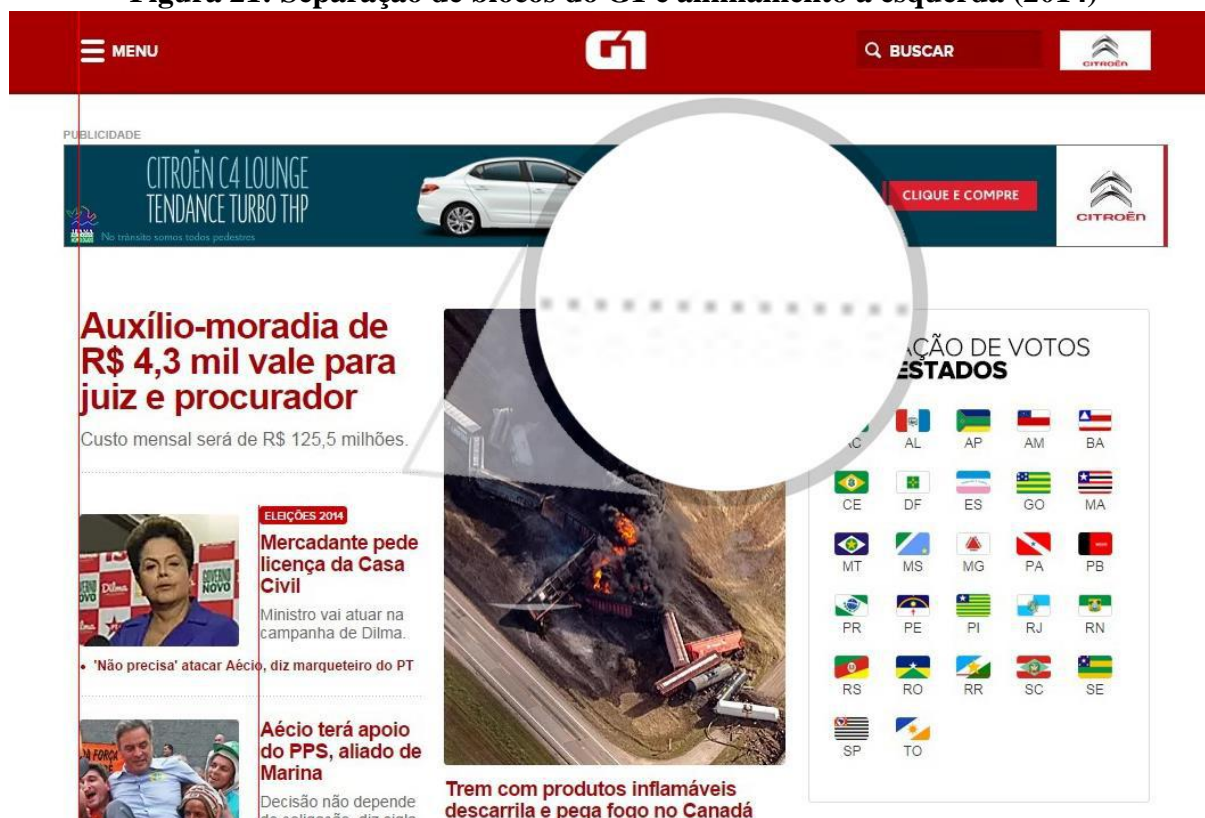 Figura 21: Separação de blocos do G1 e alinhamento à esquerda (2014)
MENU
G1
BUSCAR
CITROËN
PUBLICIDADE
CITROËN C4 LOUNGE
TENDANCE TURBO THP
No trânsito somos todos pedestres
CLIQUE E COMPRE
CITROËN
Auxílio-moradia de
R$ 4,3 mil vale para
juiz e procurador
Custo mensal será de R$ 125,5 milhões.
ELEIÇÕES 2014
Mercadante pede
licença da Casa
Civil
Ministro vai atuar na
campanha de Dilma.
• 'Não precisa' atacar Aécio, diz marqueteiro do PT
Aécio terá apoio
do PPS, aliado de
Marina
Decisão não depende
Trem com produtos inflamáveis
descarrila e pega fogo no Canadá
AÇÃO DE VOTOS
ESTADOS
AC AL AP AM BA
CE DF ES GO MA
MT MS MG PA PB
PR PE PI RJ RN
RS RO RR SC SE
SP TO